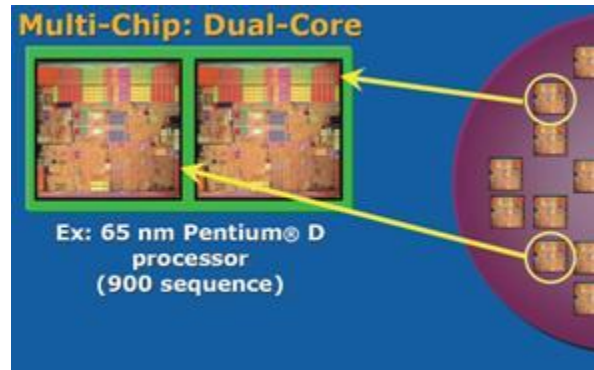 Multi-Chip: Dual-Core
Ex: 65 nm Pentium® D
processor
(900 sequence)